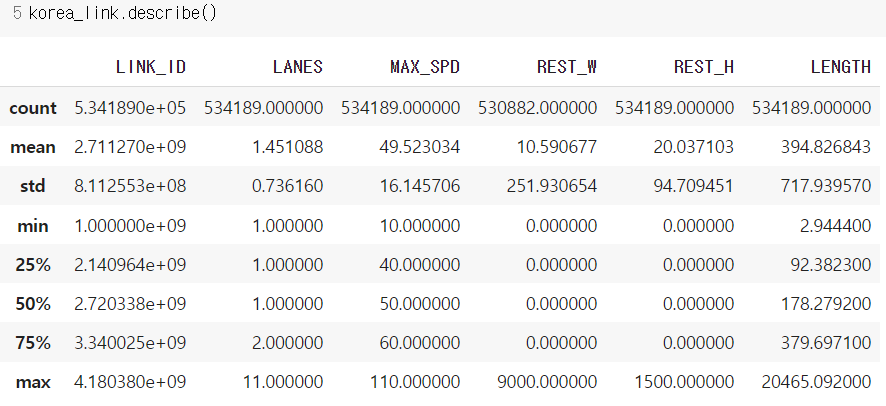 5 korea_link.describe()
LINK_ID LANES MAX_SPD REST_W REST_H LENGTH
count 5.341890e+05 534189.000000 534189.000000 530882.000000 534189.000000 534189.000000
mean 2.711270e+09 1.451088 49.523034 10.590677 20.037103 394.826843
std 8.112553e+08 0.736160 16.145706 251.930654 94.709451 717.939570
min 1.000000e+09 1.000000 10.000000 0.000000 0.000000 2.944400
25% 2.140964e+09 1.000000 40.000000 0.000000 0.000000 92.382300
50% 2.720338e+09 1.000000 50.000000 0.000000 0.000000 178.279200
75% 3.340025e+09 2.000000 60.000000 0.000000 0.000000 379.697100
max 4.180380e+09 11.000000 110.000000 9000.000000 1500.000000 20465.092000